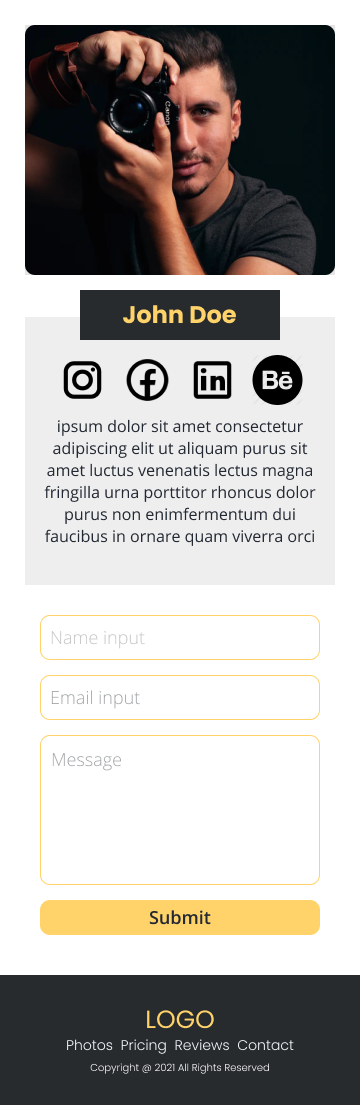 Canon
John Doe
Bē
ipsum dolor sit amet consectetur
adipiscing elit ut aliquam purus sit
amet luctus venenatis lectus magna
fringilla urna porttitor rhoncus dolor
purus non enimfermentum dui
faucibus in ornare quam viverra orci
Name input
Email input
Message
Submit
LOGO
Photos Pricing Reviews Contact
Copyright @ 2021 All Rights Reserved